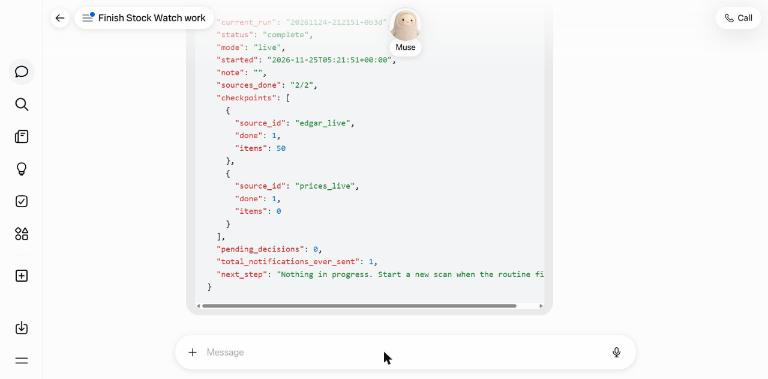 Finish Stock Watch work
Call
Muse
"current_run": "20261124-212151-0b3d"
"status": "complete",
"mode": "live",
"started": "2026-11-25T05:21:51+00:00",
"note": "",
"sources_done": "2/2",
"checkpoints": [
{
"source_id": "edgar_live",
"done": 1,
"items": 50
},
{
"source_id": "prices_live",
"done": 1,
"items": 0
}
],
"pending_decisions": 0,
"total_notifications_ever_sent": 1,
"next_step": "Nothing in progress. Start a new scan when the routine fi
}
Message